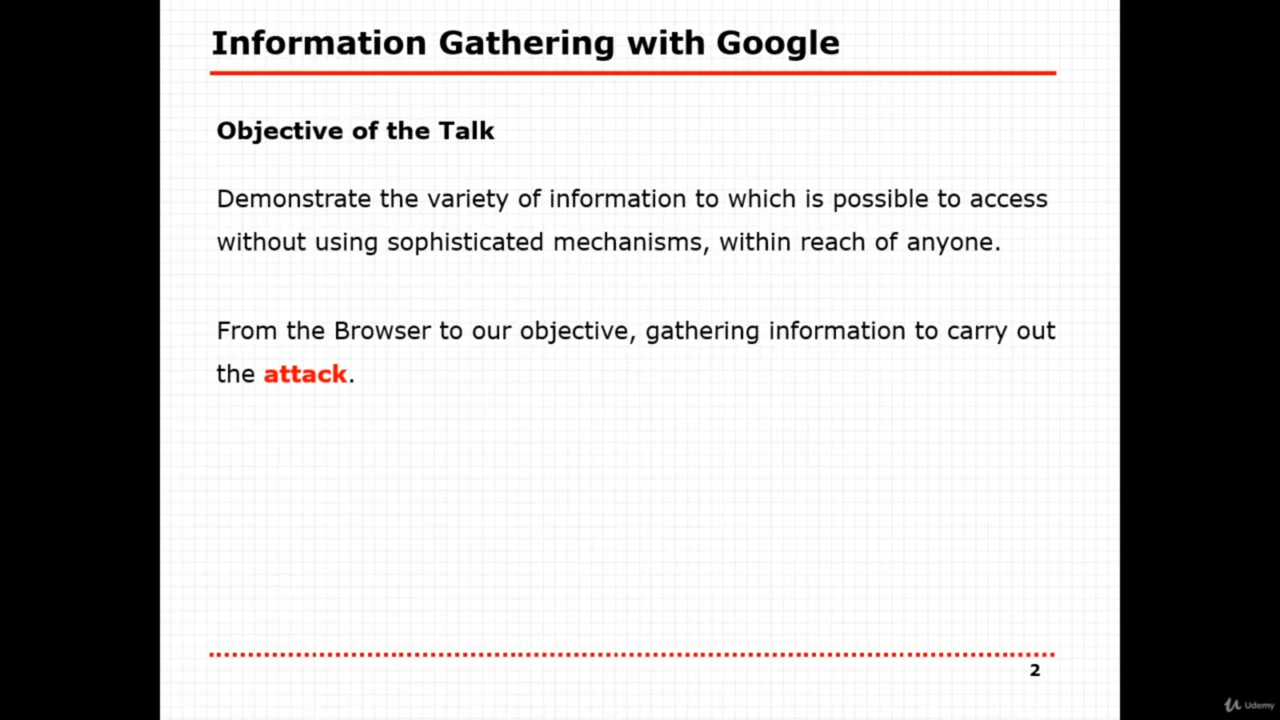 Information Gathering with Google
Objective of the Talk
Demonstrate the variety of information to which is possible to access
without using sophisticated mechanisms, within reach of anyone.
From the Browser to our objective, gathering information to carry out
the attack.
2
Udemy